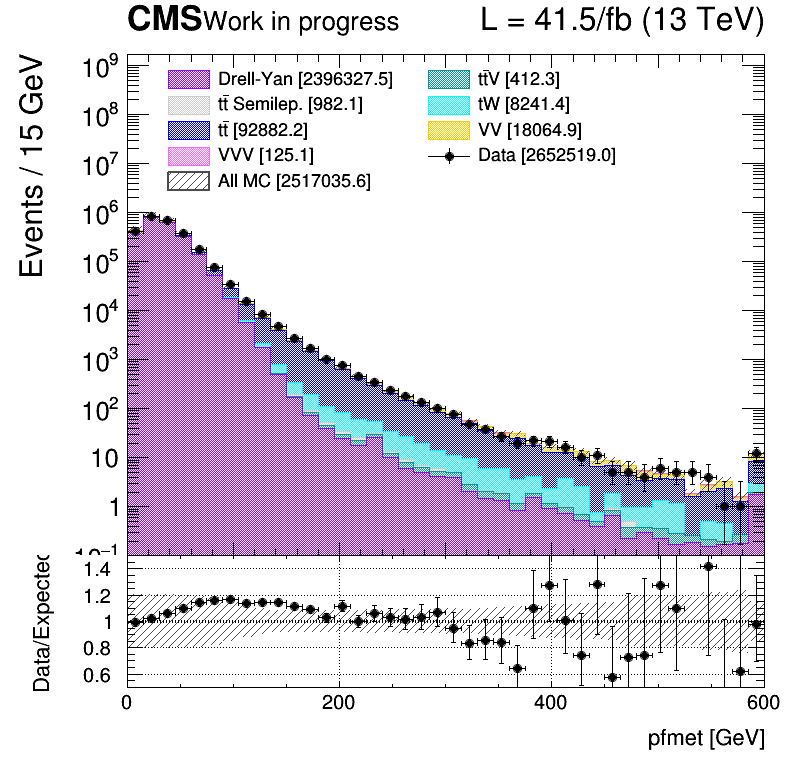 CMS Work in progress L = 41.5/fb (13 TeV)
Events / 15 GeV
10⁹
10⁸
10⁷
10⁶
10⁵
10⁴
10³
10²
10
1
10⁻¹
Drell-Yan [2396327.5]
tt̄ Semilep. [982.1]
tt̄ [92882.2]
VVV [125.1]
All MC [2517035.6]
tt̄V [412.3]
tW [8241.4]
VV [18064.9]
Data [2652519.0]
Data/Expected
1.4
1.2
1
0.8
0.6
0 200 400 600
pfmet [GeV]